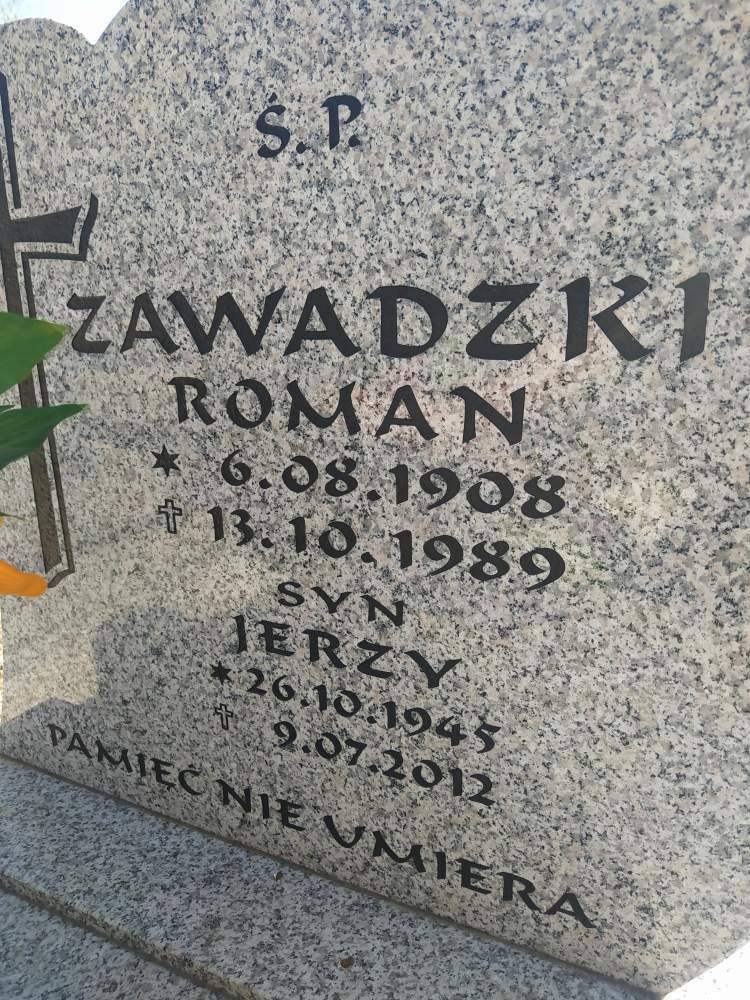 Ś.P.
ZAWADZKI
ROMAN
* 6.08.1908
✝ 13.10.1989
SYN
JERZY
* 26.10.1945
✝ 9.07.2012
PAMIĘĆ NIE UMIERA